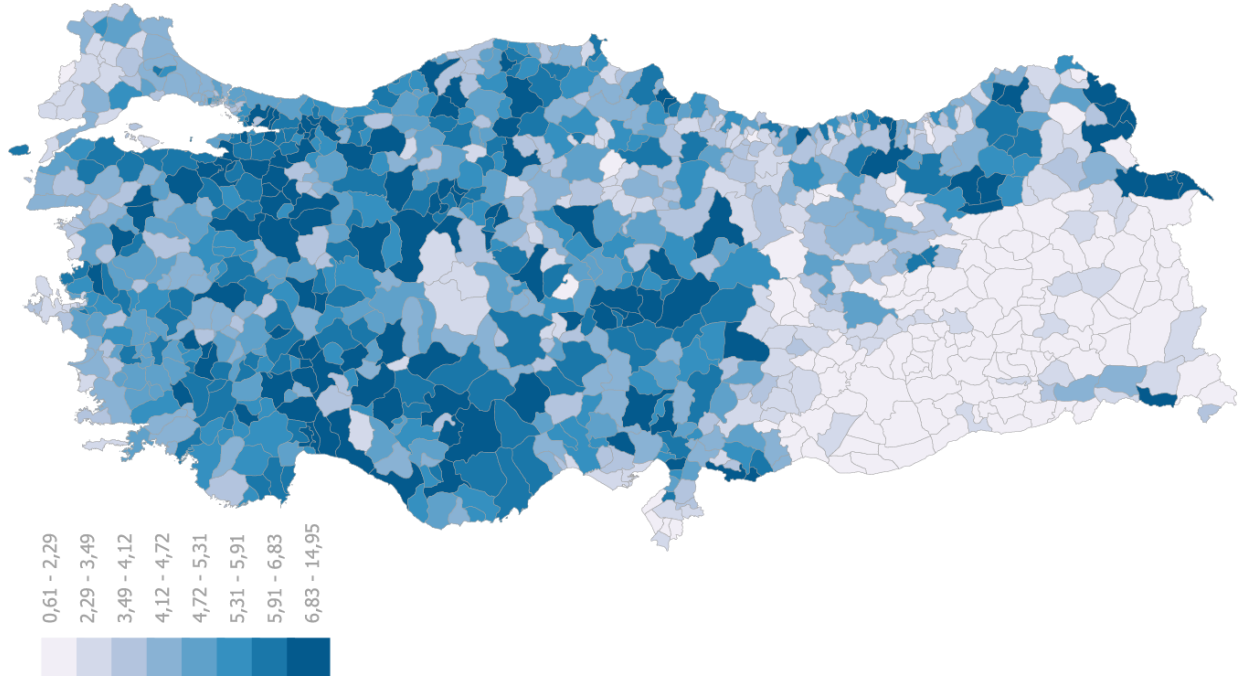 0,61 - 2,29
2,29 - 3,49
3,49 - 4,12
4,12 - 4,72
4,72 - 5,31
5,31 - 5,91
5,91 - 6,83
6,83 - 14,95